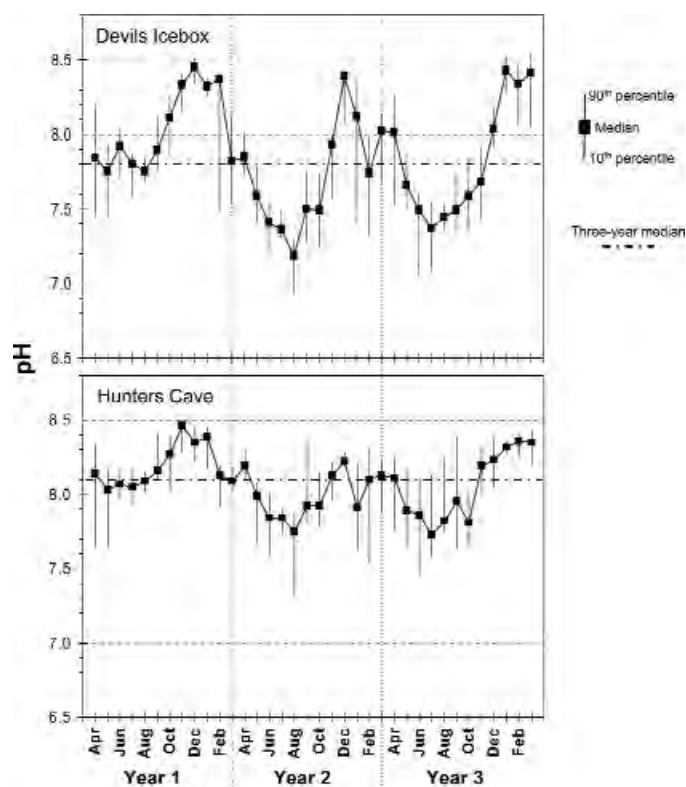 Devils Icebox
8.5
8.0
7.5
7.0
6.5
90th percentile
Median
10th percentile
Three-year median
pH
Hunters Cave
8.5
8.0
7.5
7.0
6.5
Apr Jun Aug Oct Dec Feb Apr Jun Aug Oct Dec Feb Apr Jun Aug Oct Dec Feb
Year 1 Year 2 Year 3